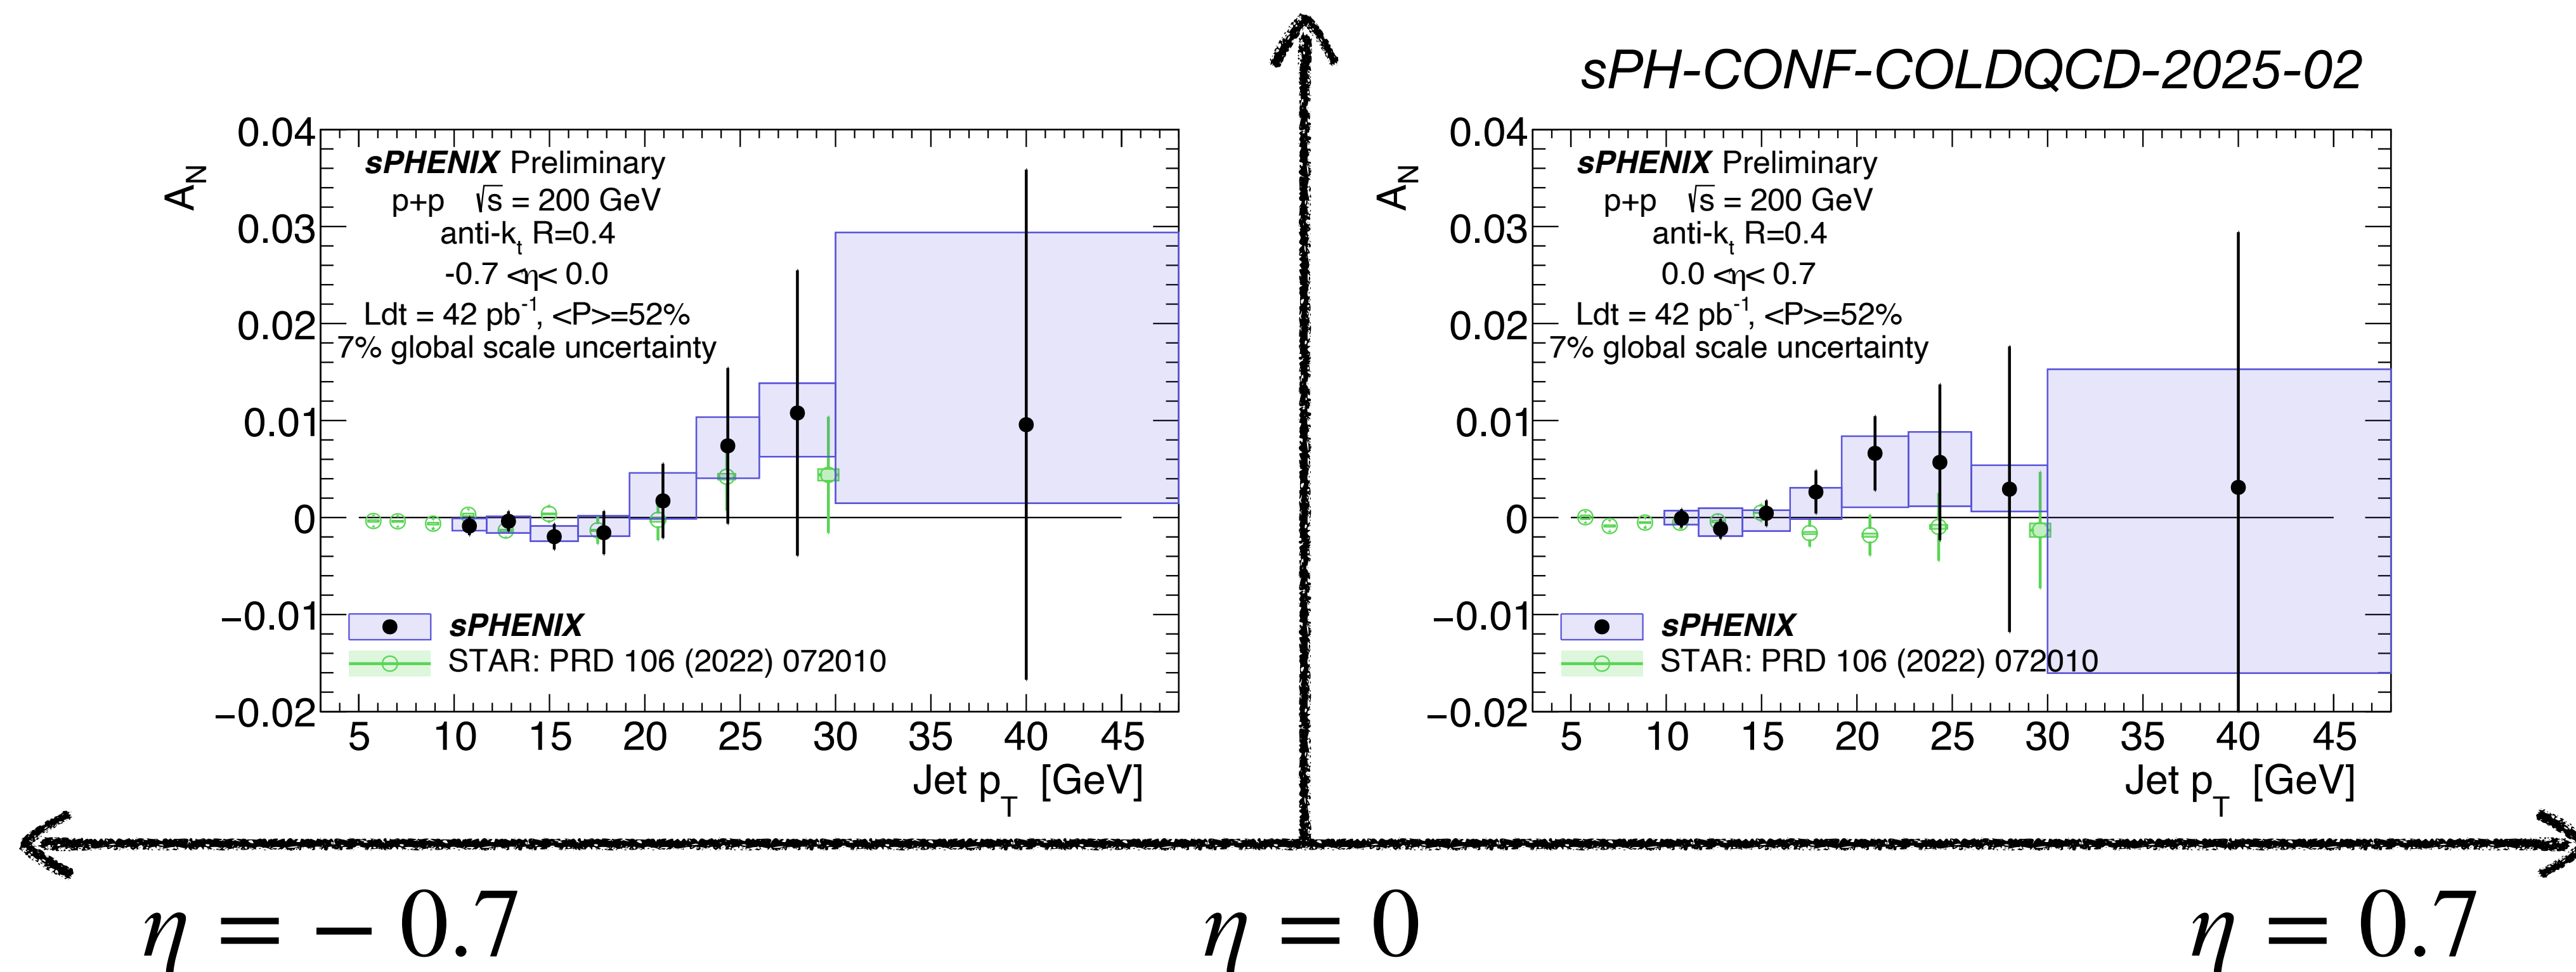 sPH-CONF-COLDQCD-2025-02
0.04
0.03
0.02
0.01
0
−0.01
−0.02
A_N
sPHENIX Preliminary
p+p √s = 200 GeV
anti-k_t R=0.4
-0.7 <η< 0.0
Ldt = 42 pb^-1, <P>=52%
7% global scale uncertainty
sPHENIX
STAR: PRD 106 (2022) 072010
5 10 15 20 25 30 35 40 45
Jet p_T [GeV]
0.04
0.03
0.02
0.01
0
−0.01
−0.02
A_N
sPHENIX Preliminary
p+p √s = 200 GeV
anti-k_t R=0.4
0.0 <η< 0.7
Ldt = 42 pb^-1, <P>=52%
7% global scale uncertainty
sPHENIX
STAR: PRD 106 (2022) 072010
5 10 15 20 25 30 35 40 45
Jet p_T [GeV]
η = − 0.7
η = 0
η = 0.7